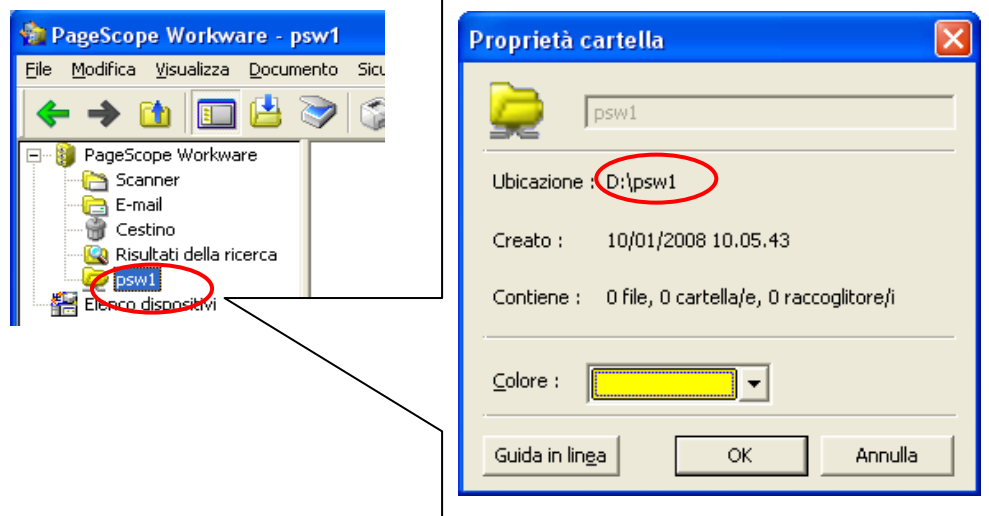 PageScope Workware - psw1
File Modifica Visualizza Documento
PageScope Workware
Scanner
E-mail
Cestino
Risultati della ricerca
psw1
Elenco dispositivi
Proprietà cartella
psw1
Ubicazione : D:\psw1
Creato : 10/01/2008 10.05.43
Contiene : 0 file, 0 cartella/e, 0 raccoglitore/i
Colore :
Guida in linea OK Annulla